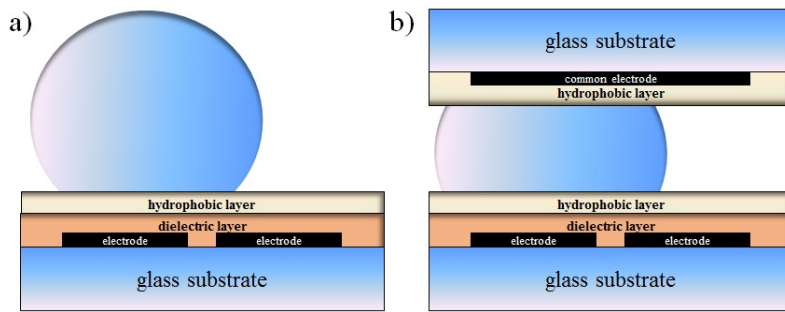 a)
hydrophobic layer
dielectric layer
electrode electrode
glass substrate
b)
glass substrate
common electrode
hydrophobic layer
hydrophobic layer
dielectric layer
electrode electrode
glass substrate